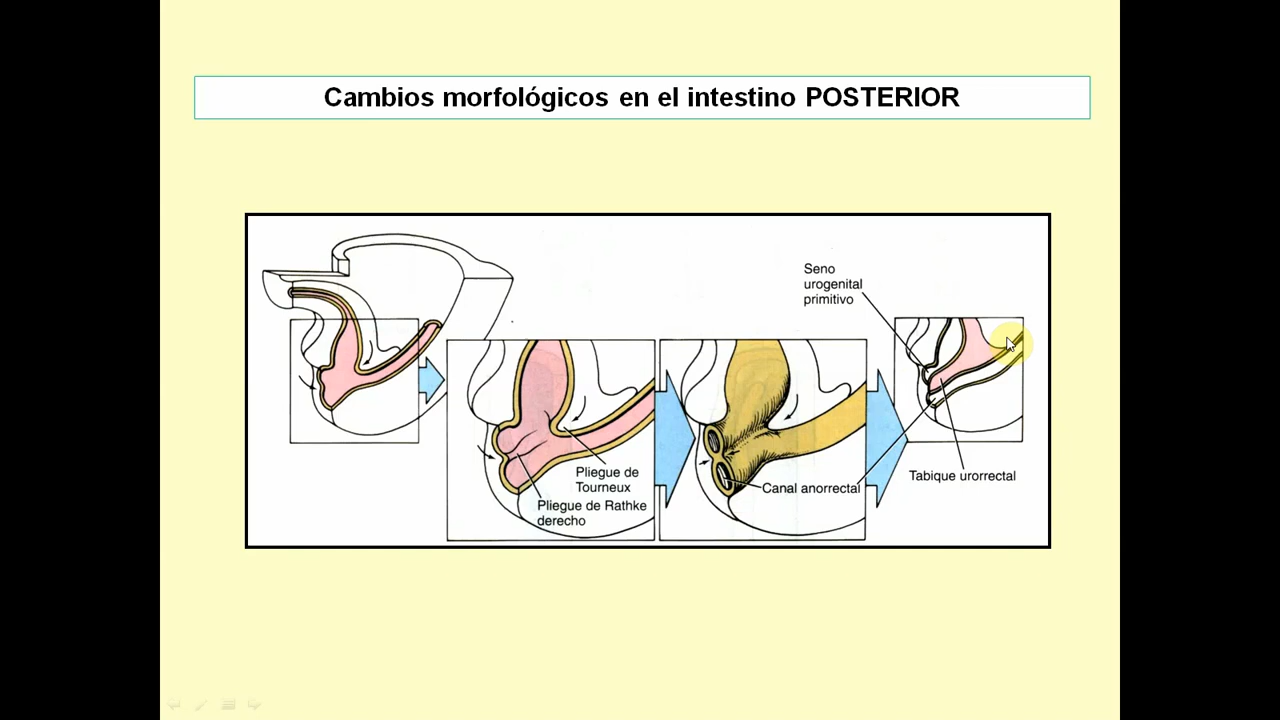 Cambios morfológicos en el intestino POSTERIOR
Seno
urogenital
primitivo
Pliegue de
Tourneux
Pliegue de Rathke
derecho
Canal anorrectal
Tabique urorrectal